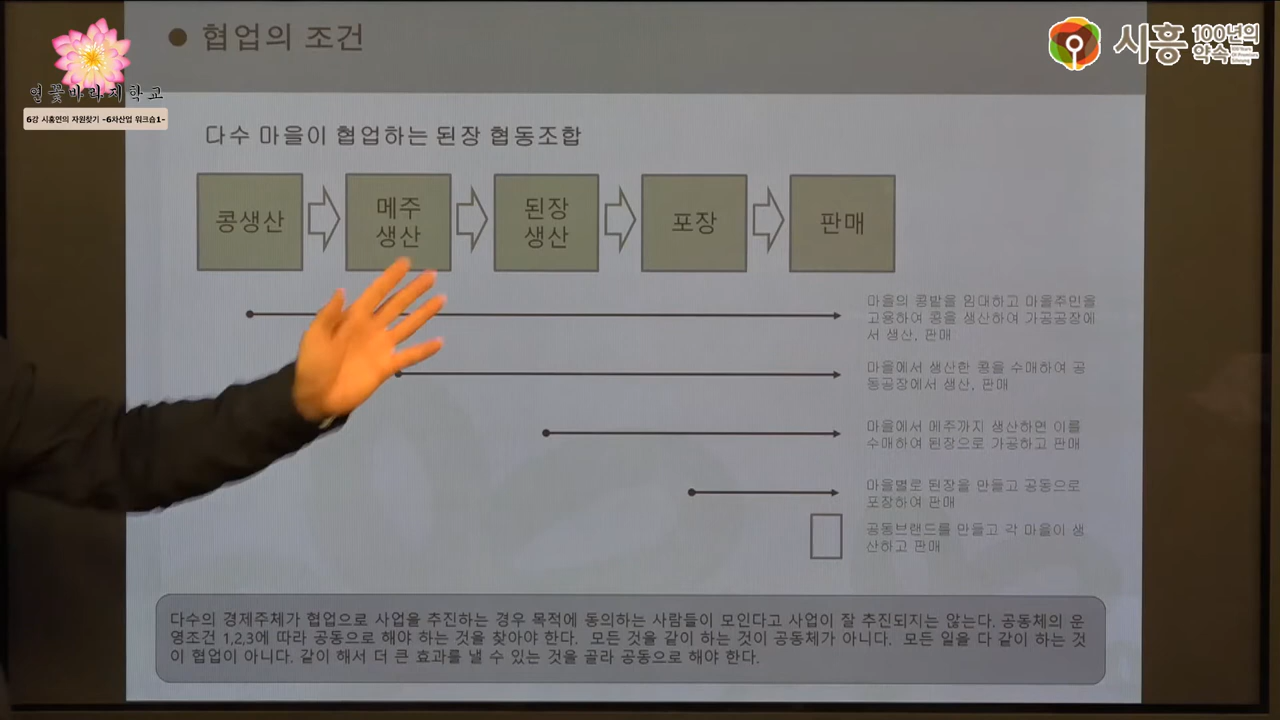 협업의 조건
시흥 100년의 약속
연꽃바라지학교
6강 시흥연의 자원찾기 -6차산업 워크숍1-
다수 마을이 협업하는 된장 협동조합
콩생산
메주
생산
된장
생산
포장
판매
마을의 콩밭을 임대하고 마을주민을
고용하여 콩을 생산하여 가공공장에
서 생산, 판매
마을에서 생산한 콩을 수매하여 공
동공장에서 생산, 판매
마을에서 메주까지 생산하면 이를
수매하여 된장으로 가공하고 판매
마을별로 된장을 만들고 공동으로
포장하여 판매
공동브랜드를 만들고 각 마을이 생
산하고 판매
다수의 경제주체가 협업으로 사업을 추진하는 경우 목적에 동의하는 사람들이 모인다고 사업이 잘 추진되지는 않는다. 공동체의 운
영조건 1,2,3에 따라 공동으로 해야 하는 것을 찾아야 한다. 모든 것을 같이 하는 것이 공동체가 아니다. 모든 일을 다 같이 하는 것
이 협업이 아니다. 같이 해서 더 큰 효과를 낼 수 있는 것을 골라 공동으로 해야 한다.